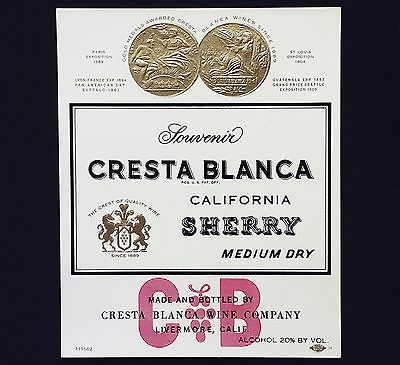 GOLD MEDALS AWARDED CRESTA BLANCA WINES SINCE 1889
PARIS
EXPOSITION
1889
ST. LOUIS
EXPOSITION
1904
LYON-FRANCE EXP. 1894
PAN-AMERICAN EXP.
BUFFALO-1901
GUATEMALA EXP. 1897
GRAND PRIX-SEATTLE
EXPOSITION 1909
Souvenir
CRESTA BLANCA
REG. U.S. PAT. OFF.
CALIFORNIA
SHERRY
MEDIUM DRY
THE CREST OF QUALITY WINE
SINCE 1889
C B
MADE AND BOTTLED BY
CRESTA BLANCA WINE COMPANY
LIVERMORE, CALIF.
ALCOHOL 20% BY VOL.